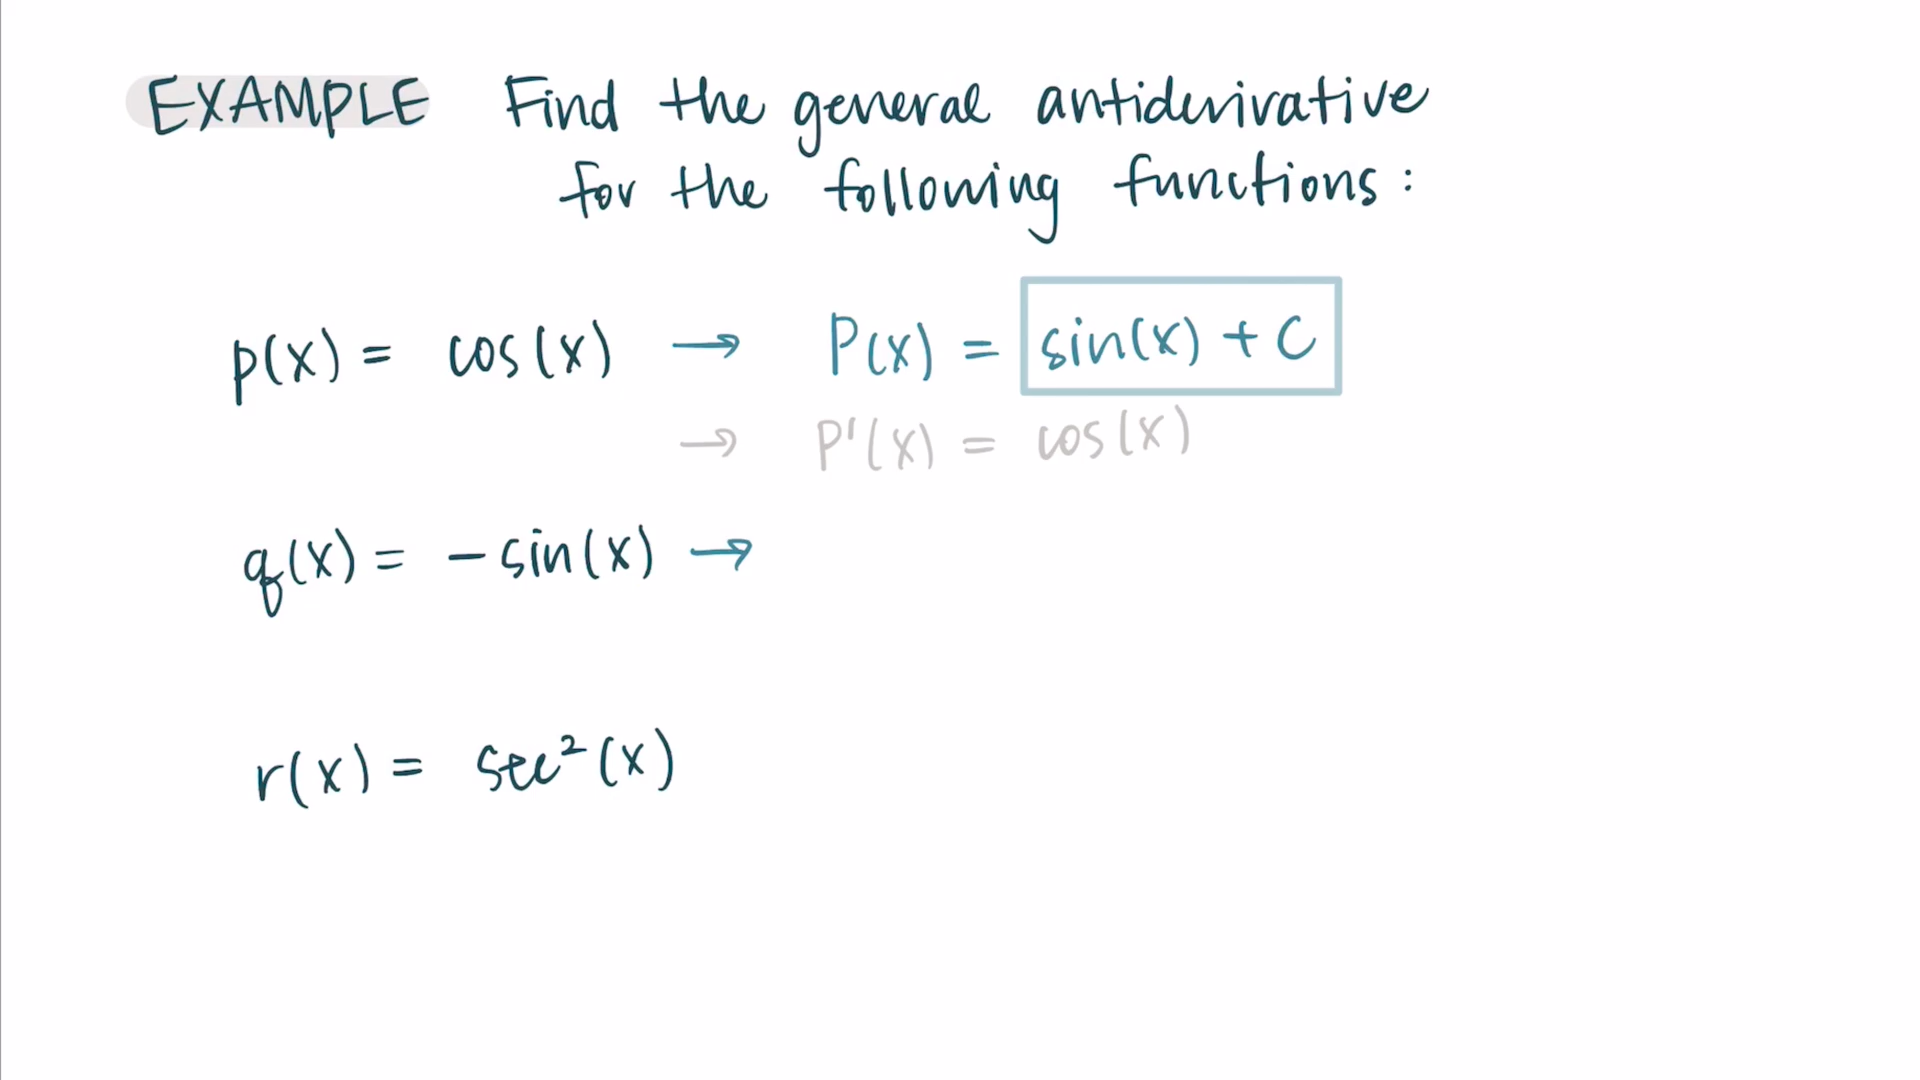 EXAMPLE Find the general antiderivative
for the following functions:
p(x) = cos(x) → P(x) = sin(x) + C
→ P'(x) = cos(x)
q(x) = - sin(x) →
r(x) = sec²(x)